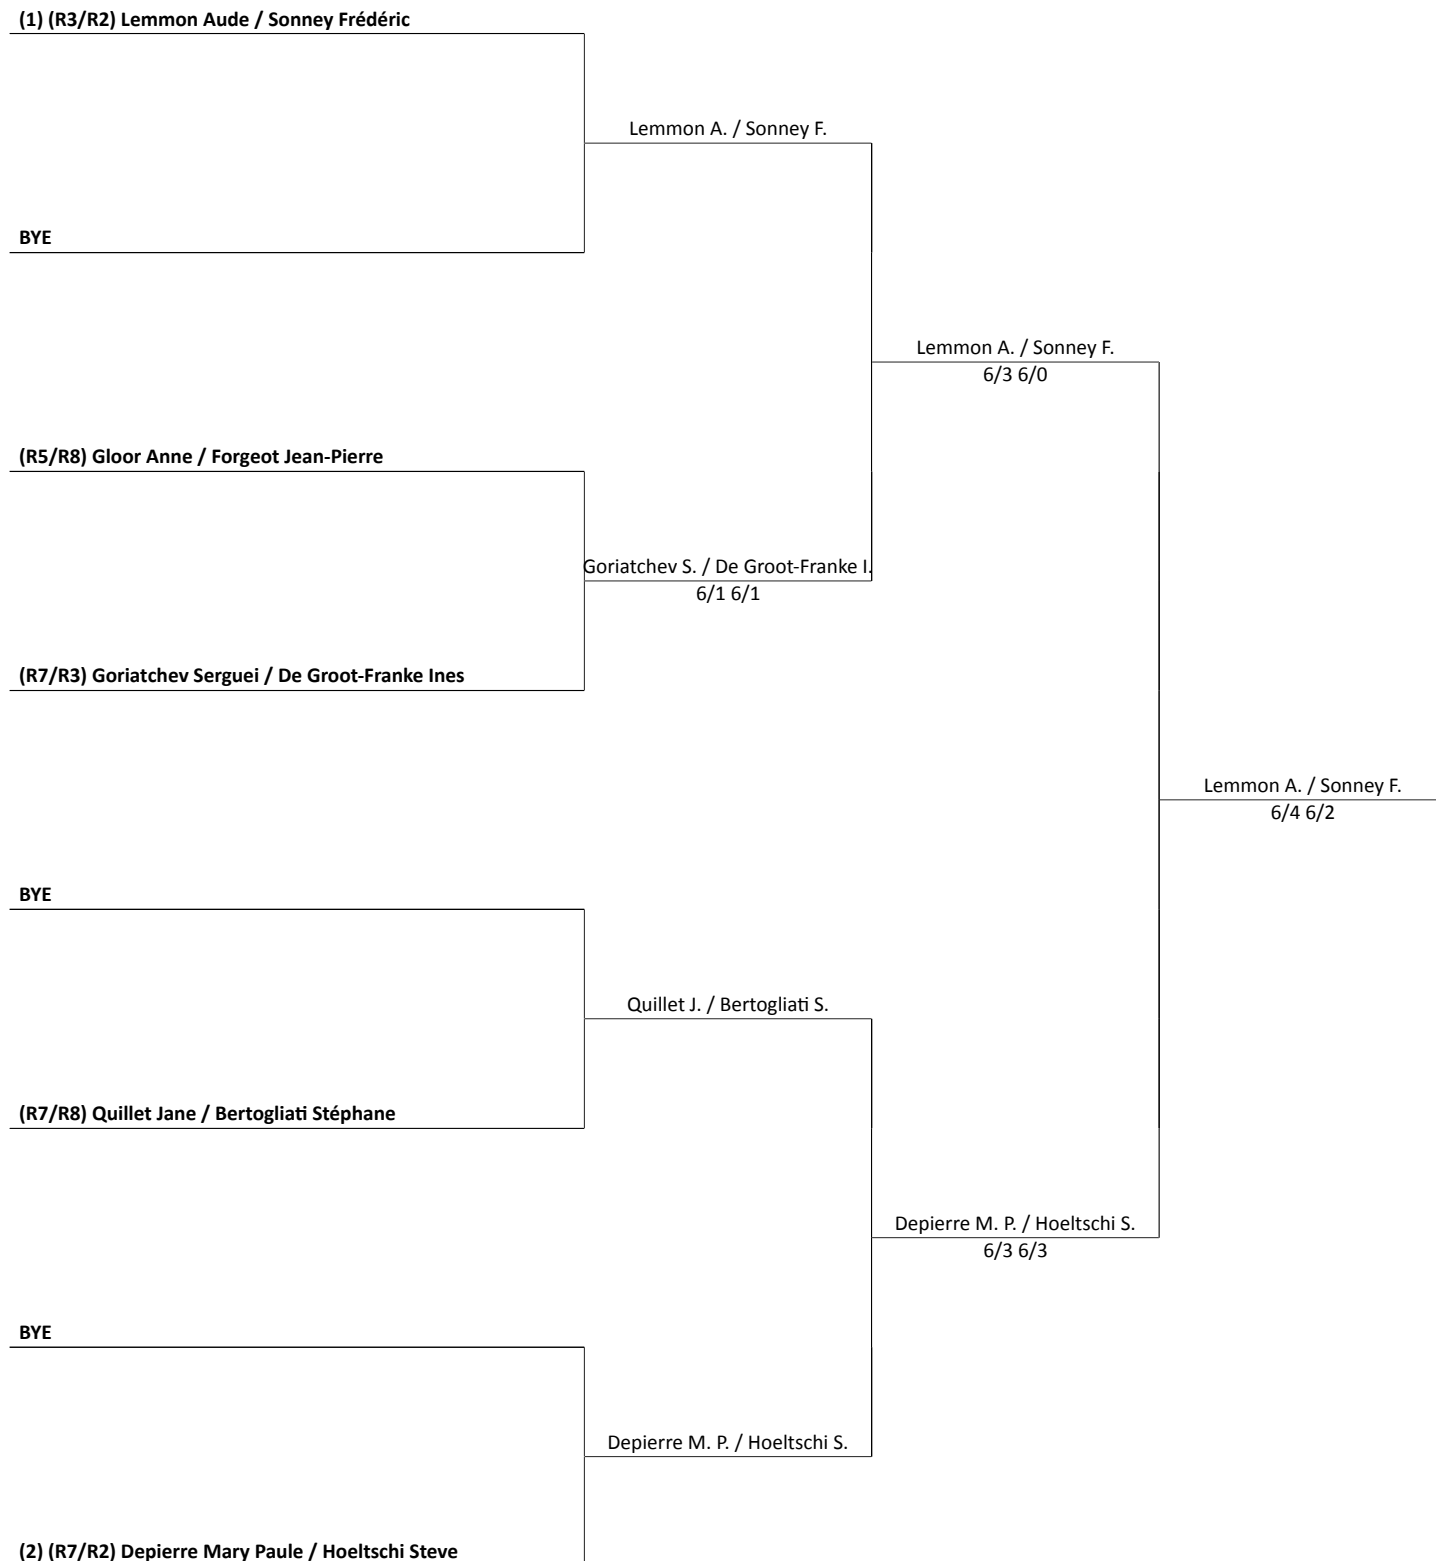 (1) (R3/R2) Lemmon Aude / Sonney Frédéric
Lemmon A. / Sonney F.
BYE
Lemmon A. / Sonney F.
6/3 6/0
(R5/R8) Gloor Anne / Forgeot Jean-Pierre
Goriatchev S. / De Groot-Franke I.
6/1 6/1
(R7/R3) Goriatchev Serguei / De Groot-Franke Ines
Lemmon A. / Sonney F.
6/4 6/2
BYE
Quillet J. / Bertogliati S.
(R7/R8) Quillet Jane / Bertogliati Stéphane
Depierre M. P. / Hoeltschi S.
6/3 6/3
BYE
Depierre M. P. / Hoeltschi S.
(2) (R7/R2) Depierre Mary Paule / Hoeltschi Steve